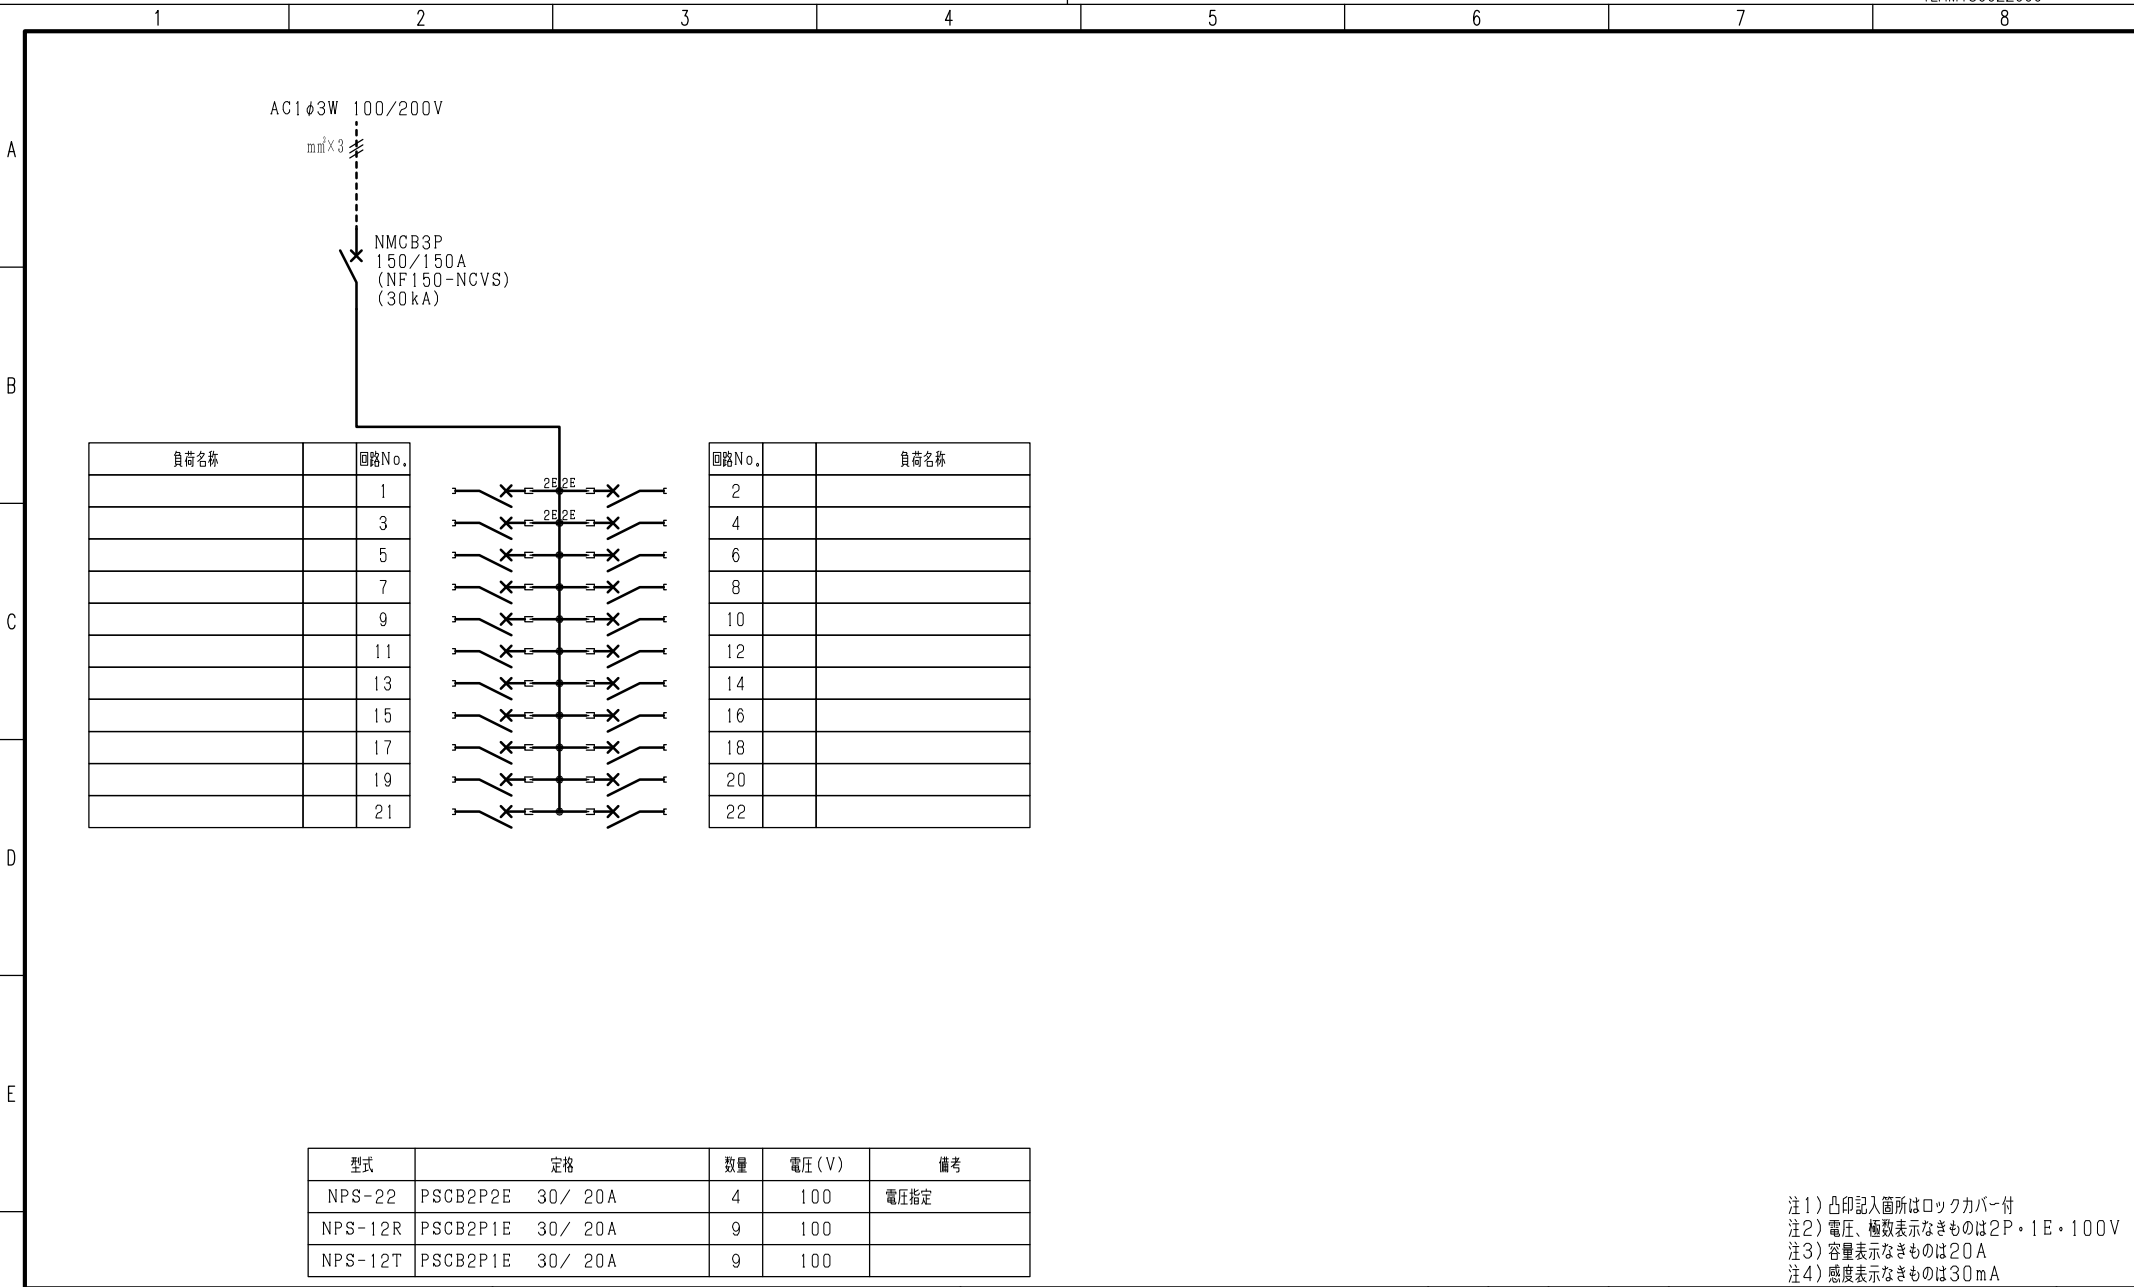 1 2 3 4 5 6 7 8
A
B
C
D
E
AC1φ3W 100/200V
mm²×3
NMCB3P
150/150A
(NF150-NCVS)
(30kA)
負荷名称 回路No. 回路No. 負荷名称
1 2E 2E 2
3 2E 2E 4
5 6
7 8
9 10
11 12
13 14
15 16
17 18
19 20
21 22
型式 定格 数量 電圧(V) 備考
NPS-22 PSCB2P2E 30/ 20A 4 100 電圧指定
NPS-12R PSCB2P1E 30/ 20A 9 100
NPS-12T PSCB2P1E 30/ 20A 9 100
注1)凸印記入箇所はロックカバー付
注2)電圧、極数表示なきものは2P・1E・100V
注3)容量表示なきものは20A
注4)感度表示なきものは30mA